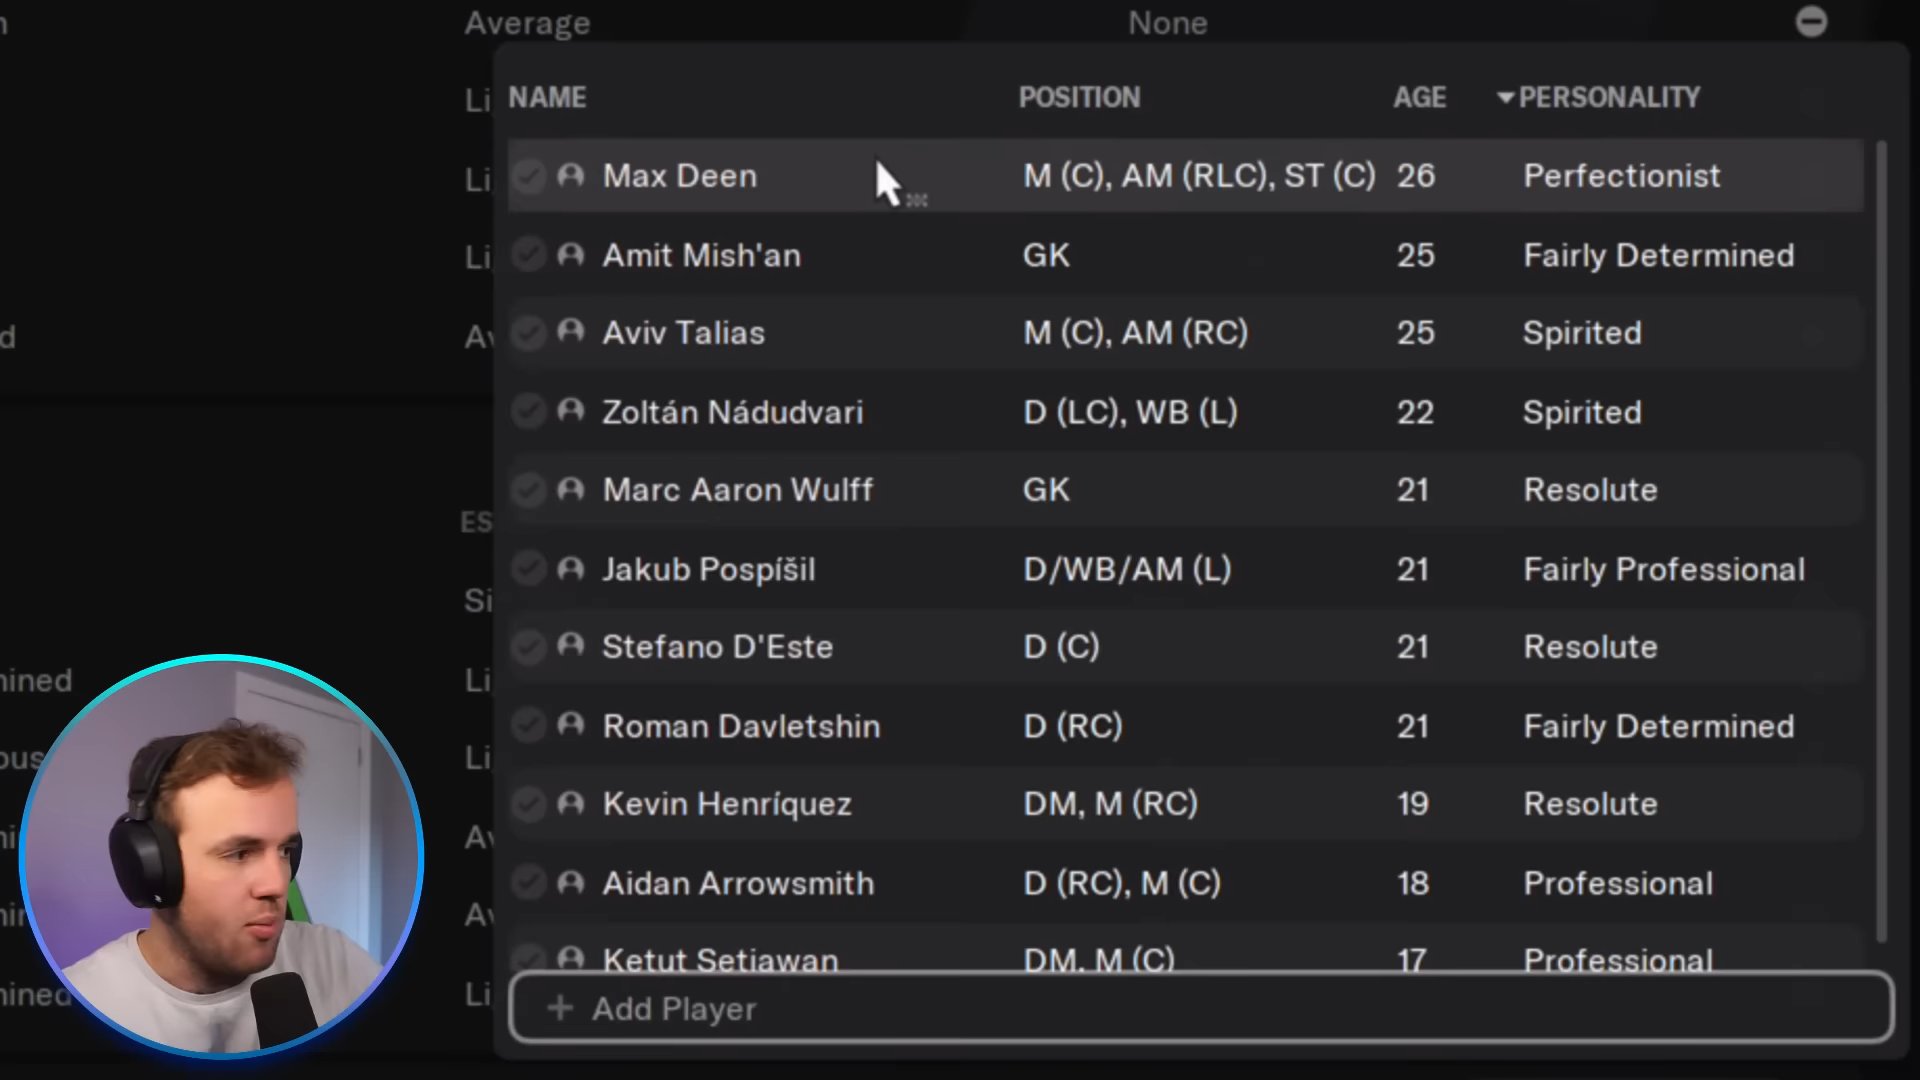 Average None
NAME POSITION AGE PERSONALITY
Max Deen M (C), AM (RLC), ST (C) 26 Perfectionist
Amit Mish'an GK 25 Fairly Determined
Aviv Talias M (C), AM (RC) 25 Spirited
Zoltán Nádudvari D (LC), WB (L) 22 Spirited
Marc Aaron Wulff GK 21 Resolute
Jakub Pospíšil D/WB/AM (L) 21 Fairly Professional
Stefano D'Este D (C) 21 Resolute
Roman Davletshin D (RC) 21 Fairly Determined
Kevin Henríquez DM, M (RC) 19 Resolute
Aidan Arrowsmith D (RC), M (C) 18 Professional
Ketut Setiawan DM, M (C) 17 Professional
+ Add Player